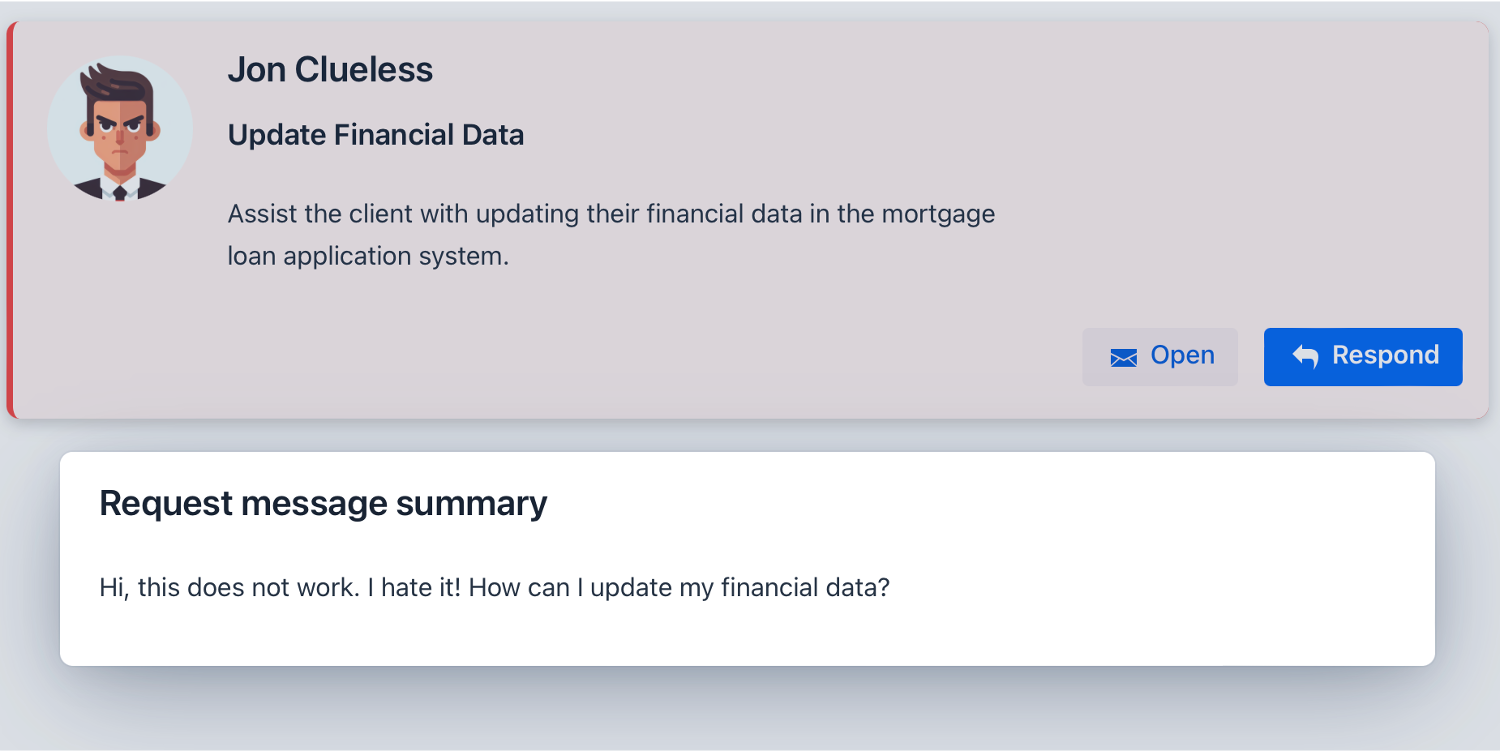 Jon Clueless
Update Financial Data
Assist the client with updating their financial data in the mortgage
loan application system.
Open
Respond
Request message summary
Hi, this does not work. I hate it! How can I update my financial data?